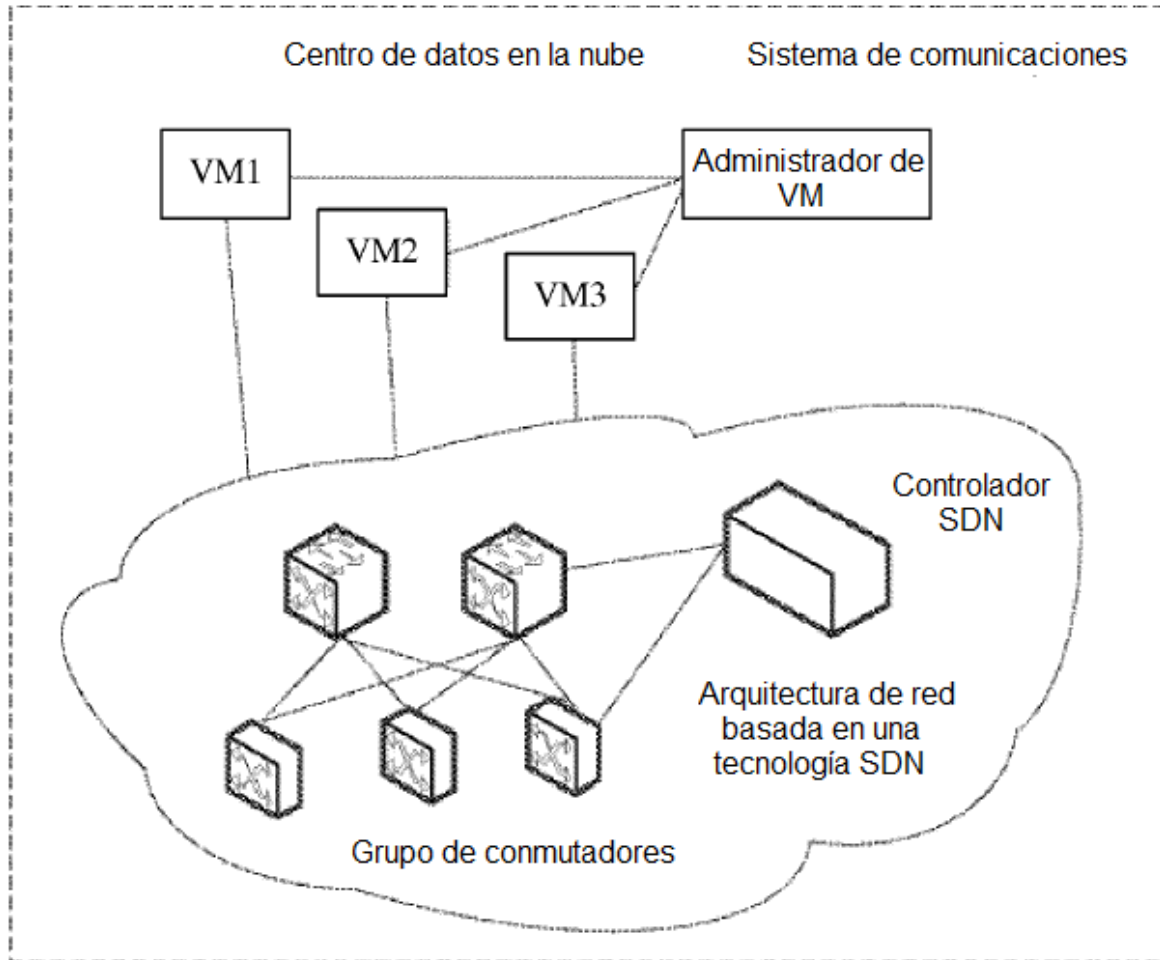 Centro de datos en la nube
Sistema de comunicaciones
VM1
Administrador de
VM
VM2
VM3
Controlador
SDN
Arquitectura de red
basada en una
tecnología SDN
Grupo de conmutadores